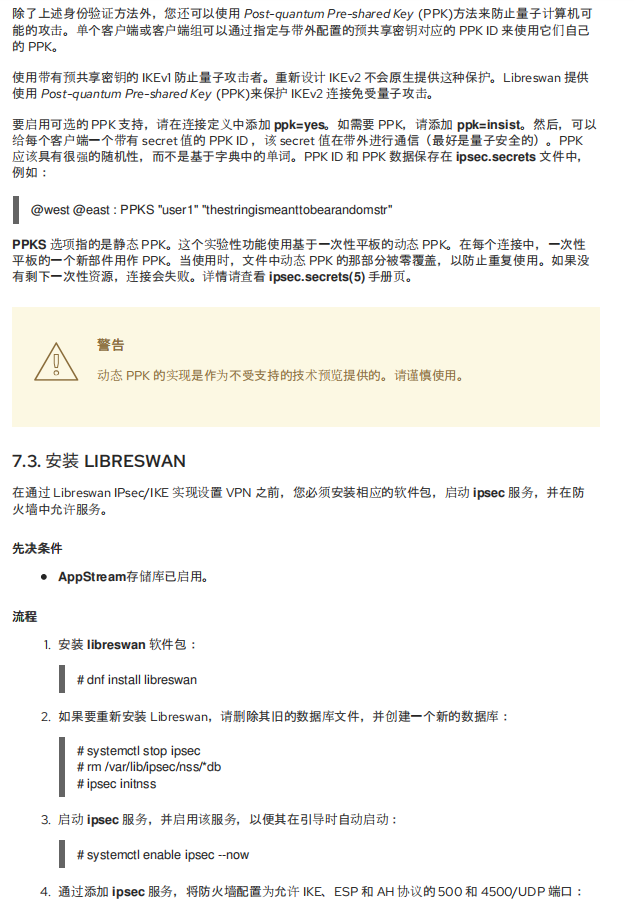 除了上述身份验证方法外，您还可以使用 Post-quantum Pre-shared Key (PPK)方法来防止量子计算机可
能的攻击。单个客户端或客户端组可以通过指定与带外配置的预共享密钥对应的 PPK ID 来使用它们自己
的 PPK。
使用带有预共享密钥的 IKEv1 防止量子攻击者。重新设计 IKEv2 不会原生提供这种保护。Libreswan 提供
使用 Post-quantum Pre-shared Key (PPK)来保护 IKEv2 连接免受量子攻击。
要启用可选的 PPK 支持，请在连接定义中添加 ppk=yes。如需要 PPK，请添加 ppk=insist。然后，可以
给每个客户端一个带有 secret 值的 PPK ID，该 secret 值在带外进行通信（最好是量子安全的）。PPK
应该具有很强的随机性，而不是基于字典中的单词。PPK ID 和 PPK 数据保存在 ipsec.secrets 文件中，
例如：
@west @east : PPKS "user1" "thestringismeanttobearandomstr"
PPKS 选项指的是静态 PPK。这个实验性功能使用基于一次性平板的动态 PPK。在每个连接中，一次性
平板的一个新部件用作 PPK。当使用时，文件中动态 PPK 的那部分被零覆盖，以防止重复使用。如果没
有剩下一次性资源，连接会失败。详情请查看 ipsec.secrets(5) 手册页。
警告
动态 PPK 的实现是作为不受支持的技术预览提供的。请谨慎使用。
7.3. 安装 LIBRESWAN
在通过 Libreswan IPsec/IKE 实现设置 VPN 之前，您必须安装相应的软件包，启动 ipsec 服务，并在防
火墙中允许服务。
先决条件
● AppStream存储库已启用。
流程
1. 安装 libreswan 软件包：
# dnf install libreswan
2. 如果要重新安装 Libreswan，请删除其旧的数据库文件，并创建一个新的数据库：
# systemctl stop ipsec
# rm /var/lib/ipsec/nss/*db
# ipsec initnss
3. 启动 ipsec 服务，并启用该服务，以便其在引导时自动启动：
# systemctl enable ipsec --now
4. 通过添加 ipsec 服务，将防火墙配置为允许 IKE、ESP 和 AH 协议的 500 和 4500/UDP 端口：